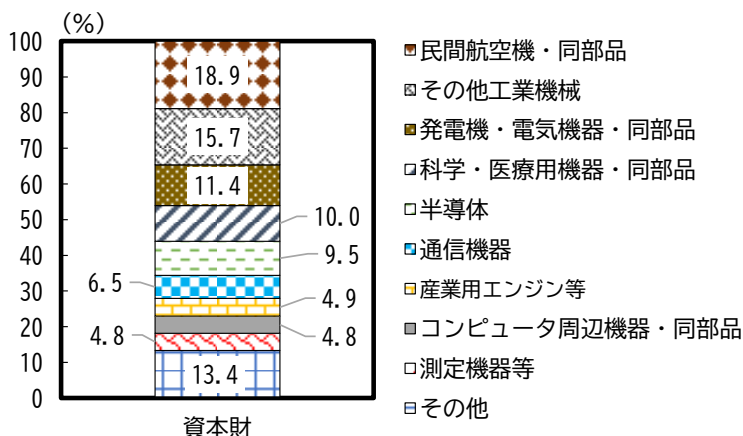 (%)
100
90
80
70
60
50
40
30
20
10
0
18.9
15.7
11.4
10.0
9.5
6.5
4.9
4.8
4.8
13.4
資本財
民間航空機・同部品
その他工業機械
発電機・電気機器・同部品
科学・医療用機器・同部品
半導体
通信機器
産業用エンジン等
コンピュータ周辺機器・同部品
測定機器等
その他